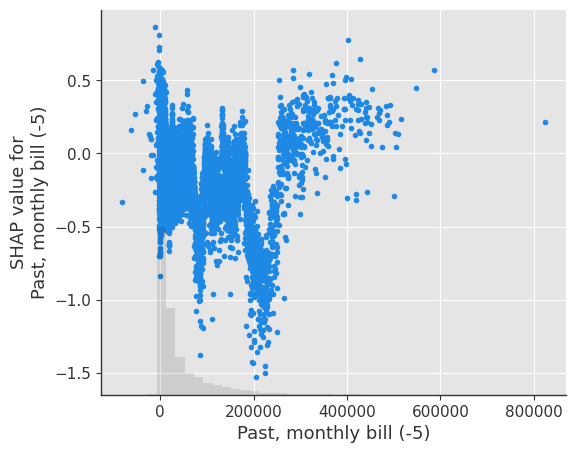 0.5
0.0
−0.5
−1.0
−1.5
SHAP value for
Past, monthly bill (-5)
0 200000 400000 600000 800000
Past, monthly bill (-5)